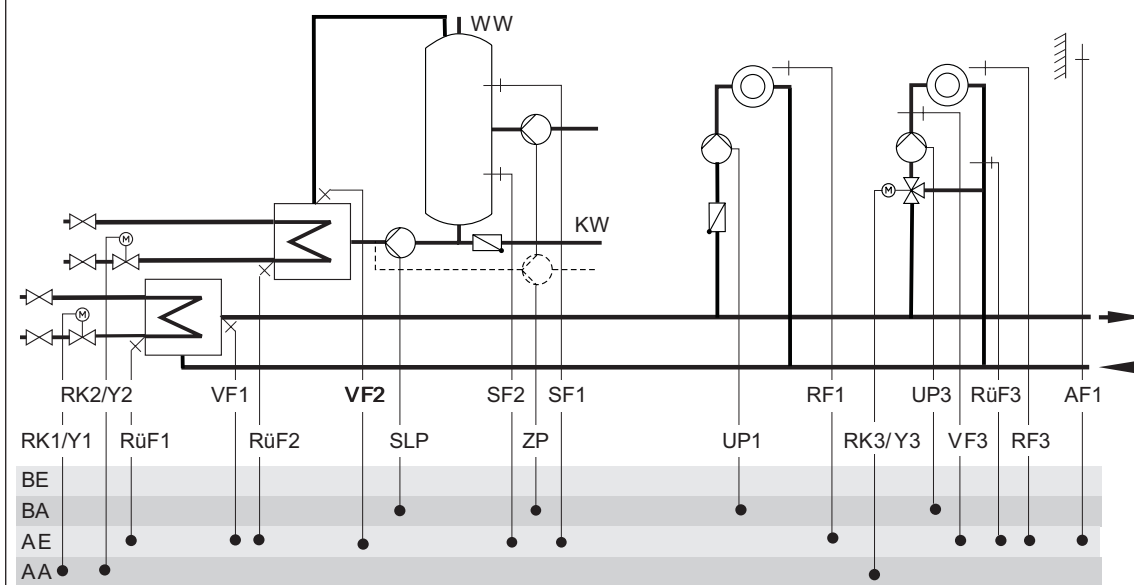 WW
KW
M
M
M
RK2/Y2 VF1 VF2 SF2 SF1 RF1 UP3 RüF3 AF1
RK1/Y1 RüF1 RüF2 SLP ZP UP1 RK3/Y3 VF3 RF3
BE
BA
AE
AA